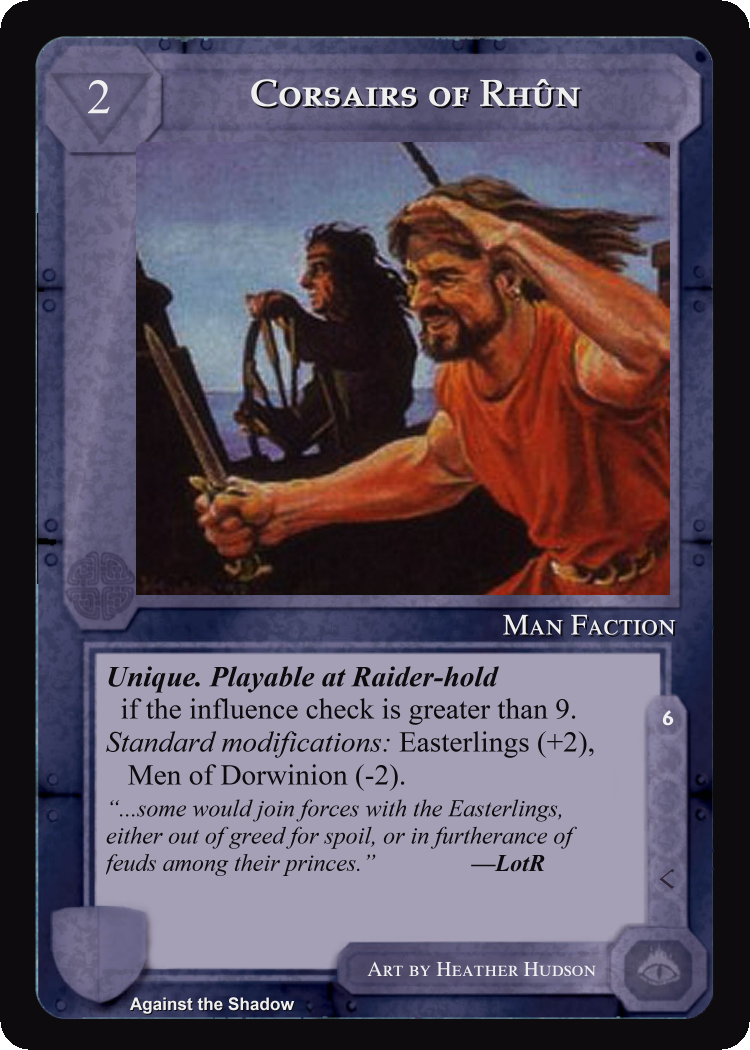 2
Corsairs of Rhûn
Man Faction
Unique. Playable at Raider-hold
if the influence check is greater than 9.
6
Standard modifications: Easterlings (+2),
Men of Dorwinion (-2).
“...some would join forces with the Easterlings,
either out of greed for spoil, or in furtherance of
feuds among their princes.” —LotR
Art by Heather Hudson
Against the Shadow